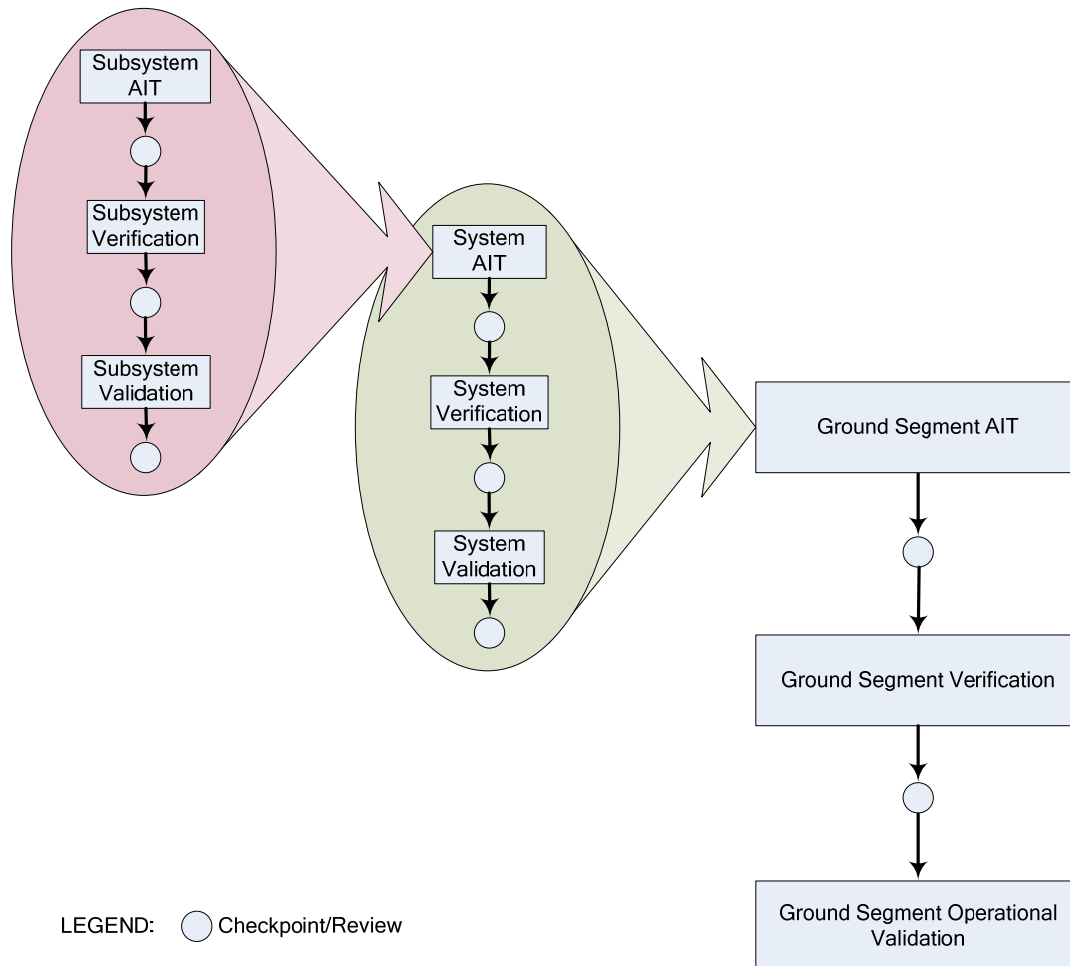 Subsystem
AIT
Subsystem
Verification
Subsystem
Validation
System
AIT
System
Verification
System
Validation
Ground Segment AIT
Ground Segment Verification
Ground Segment Operational
Validation
LEGEND:
Checkpoint/Review